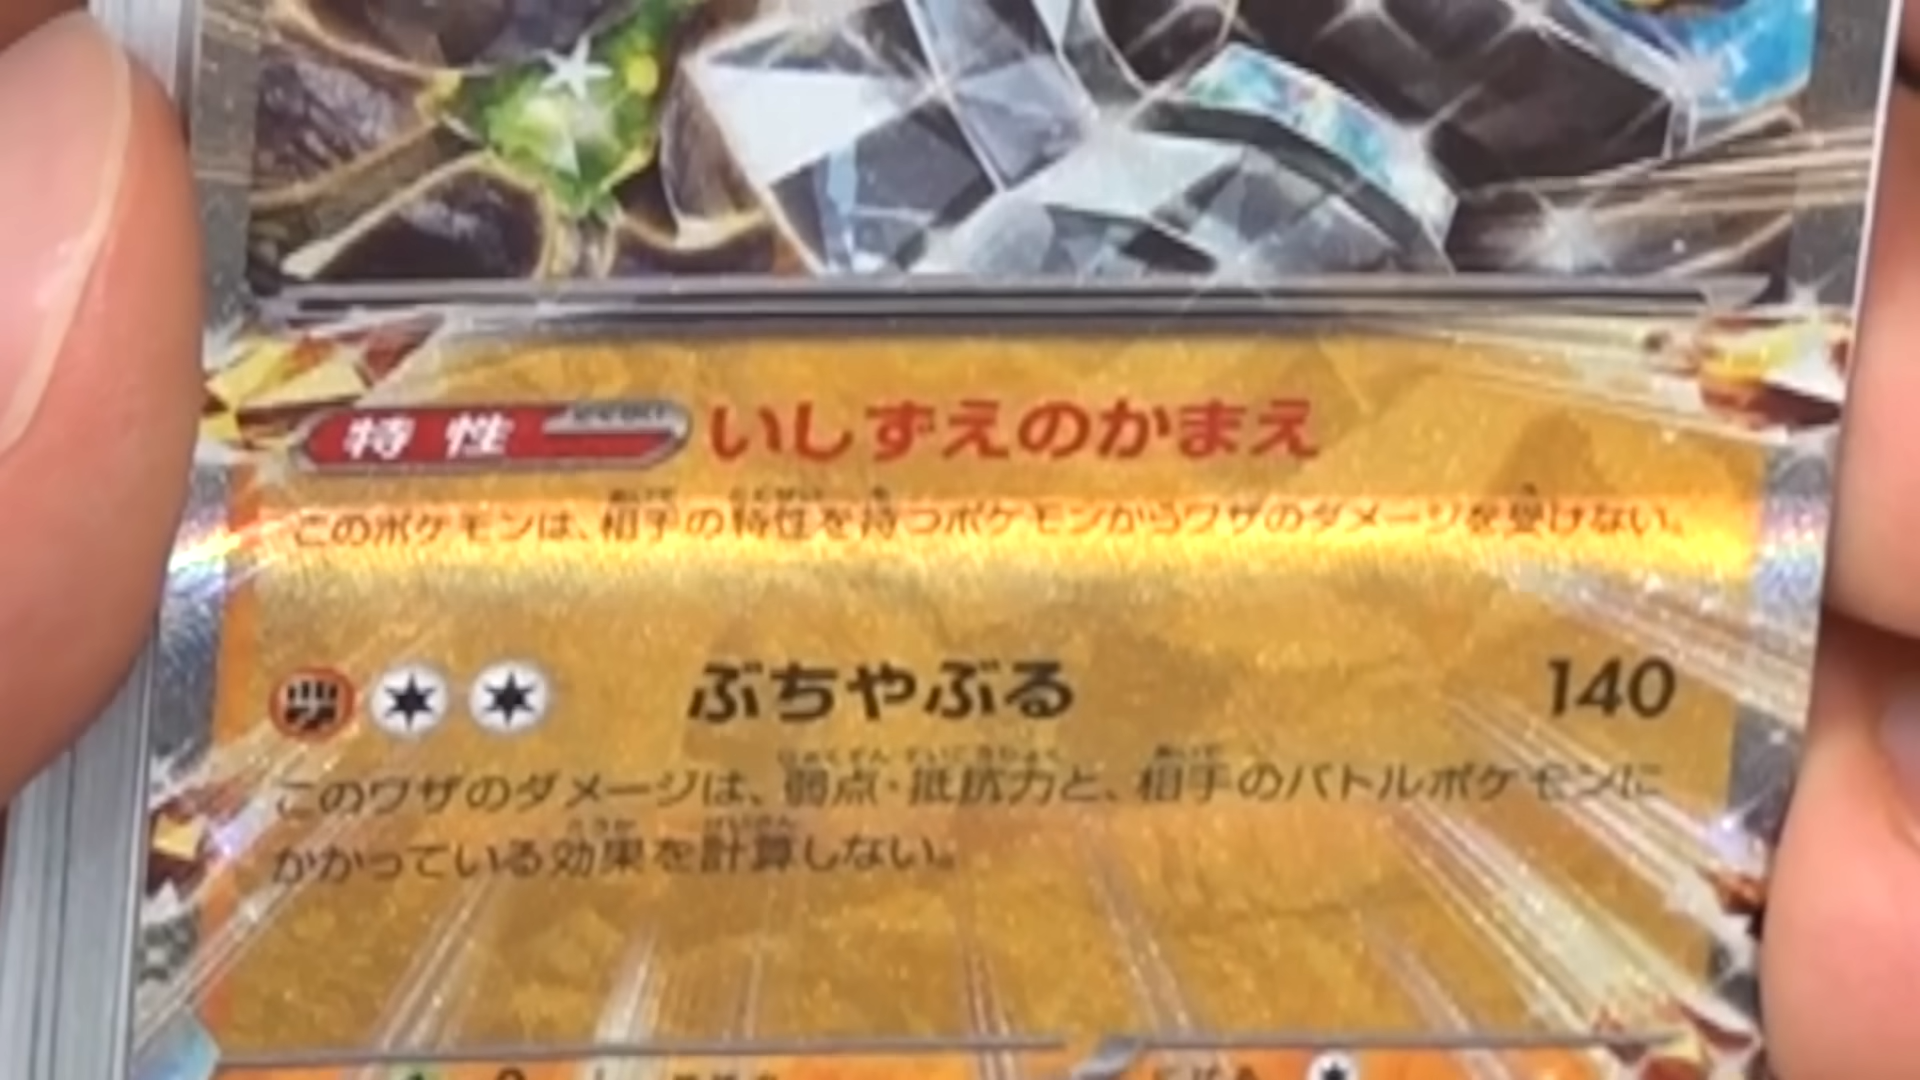 特性 いしずえのかまえ
このポケモンは、相手の特性を持つポケモンからワザのダメージを受けない。
ぶちやぶる 140
このワザのダメージは、弱点・抵抗力と、相手のバトルポケモンに
かかっている効果を計算しない。